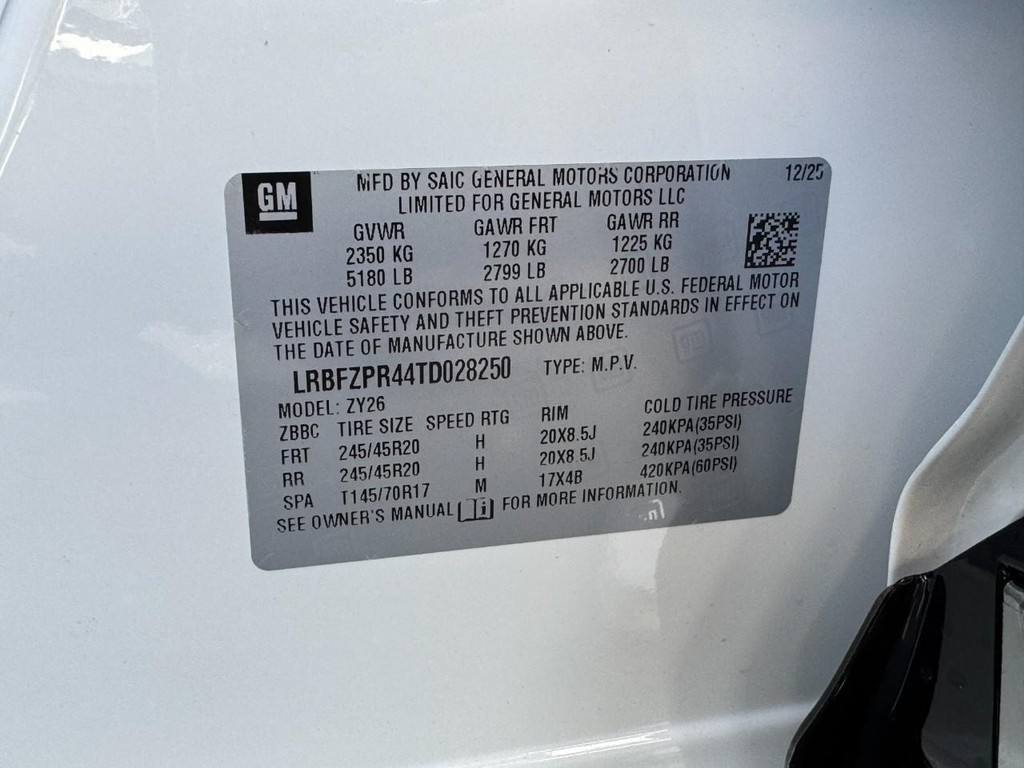 GM
MFD BY SAIC GENERAL MOTORS CORPORATION 12/25
LIMITED FOR GENERAL MOTORS LLC
GVWR GAWR FRT GAWR RR
2350 KG 1270 KG 1225 KG
5180 LB 2799 LB 2700 LB
THIS VEHICLE CONFORMS TO ALL APPLICABLE U.S. FEDERAL MOTOR
VEHICLE SAFETY AND THEFT PREVENTION STANDARDS IN EFFECT ON
THE DATE OF MANUFACTURE SHOWN ABOVE.
LRBFZPR44TD028250 TYPE: M.P.V.
MODEL: ZY26
ZBBC TIRE SIZE SPEED RTG RIM COLD TIRE PRESSURE
FRT 245/45R20 H 20X8.5J 240KPA(35PSI)
RR 245/45R20 H 20X8.5J 240KPA(35PSI)
SPA T145/70R17 M 17X4B 420KPA(60PSI)
SEE OWNER'S MANUAL FOR MORE INFORMATION.